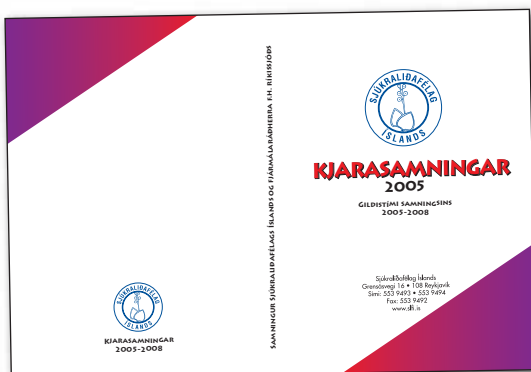 SJÚKRALIÐAFÉLAG
ÍSLANDS
KJARASAMNINGAR
2005-2008
SAMNINGUR SJÚKRALIÐAFÉLAGS ÍSLANDS OG FJÁRMÁLARÁÐHERRA F.H. RÍKISSJÓÐS
SJÚKRALIÐAFÉLAG
ÍSLANDS
KJARASAMNINGAR
2005
GILDISTÍMI SAMNINGSINS
2005-2008
Sjúkraliðafélag Íslands
Grensásvegi 16 • 108 Reykjavík
Sími: 553 9493 • 553 9494
Fax: 553 9492
www.slfi.is